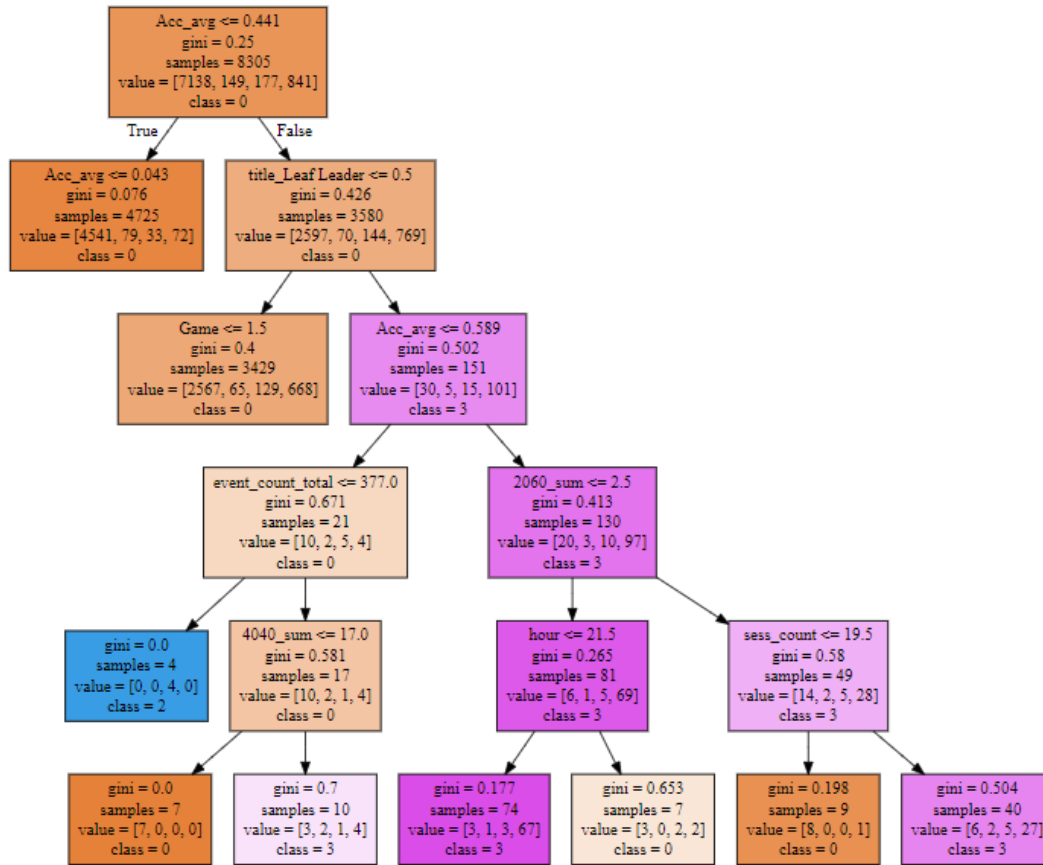 Acc_avg <= 0.441
gini = 0.25
samples = 8305
value = [7138, 149, 177, 841]
class = 0
True
False
Acc_avg <= 0.043
gini = 0.076
samples = 4725
value = [4541, 79, 33, 72]
class = 0
title_Leaf Leader <= 0.5
gini = 0.426
samples = 3580
value = [2597, 70, 144, 769]
class = 0
Game <= 1.5
gini = 0.4
samples = 3429
value = [2567, 65, 129, 668]
class = 0
Acc_avg <= 0.589
gini = 0.502
samples = 151
value = [30, 5, 15, 101]
class = 3
event_count_total <= 377.0
gini = 0.671
samples = 21
value = [10, 2, 5, 4]
class = 0
2060_sum <= 2.5
gini = 0.413
samples = 130
value = [20, 3, 10, 97]
class = 3
gini = 0.0
samples = 4
value = [0, 0, 4, 0]
class = 2
4040_sum <= 17.0
gini = 0.581
samples = 17
value = [10, 2, 1, 4]
class = 0
hour <= 21.5
gini = 0.265
samples = 81
value = [6, 1, 5, 69]
class = 3
sess_count <= 19.5
gini = 0.58
samples = 49
value = [14, 2, 5, 28]
class = 3
gini = 0.0
samples = 7
value = [7, 0, 0, 0]
class = 0
gini = 0.7
samples = 10
value = [3, 2, 1, 4]
class = 3
gini = 0.177
samples = 74
value = [3, 1, 3, 67]
class = 3
gini = 0.653
samples = 7
value = [3, 0, 2, 2]
class = 0
gini = 0.198
samples = 9
value = [8, 0, 0, 1]
class = 0
gini = 0.504
samples = 40
value = [6, 2, 5, 27]
class = 3